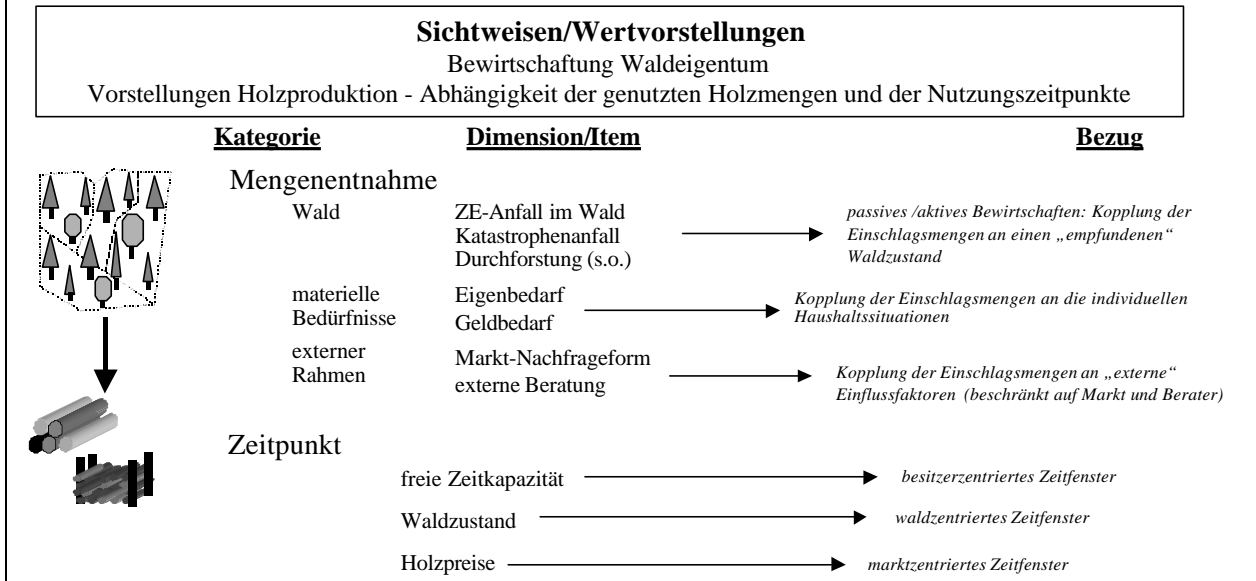 Sichtweisen/Wertvorstellungen
Bewirtschaftung Waldeigentum
Vorstellungen Holzproduktion - Abhängigkeit der genutzten Holzmengen und der Nutzungszeitpunkte
Kategorie Dimension/Item Bezug
Mengenentnahme
Wald
ZE-Anfall im Wald
Katastrophenanfall
Durchforstung (s.o.)
passives /aktives Bewirtschaften: Kopplung der
Einschlagsmengen an einen „empfundenen“
Waldzustand
materielle
Bedürfnisse
Eigenbedarf
Geldbedarf
Kopplung der Einschlagsmengen an die individuellen
Haushaltssituationen
externer
Rahmen
Markt-Nachfrageform
externe Beratung
Kopplung der Einschlagsmengen an „externe“
Einflussfaktoren (beschränkt auf Markt und Berater)
Zeitpunkt
freie Zeitkapazität
besitzerzentriertes Zeitfenster
Waldzustand
waldzentriertes Zeitfenster
Holzpreise
marktzentriertes Zeitfenster